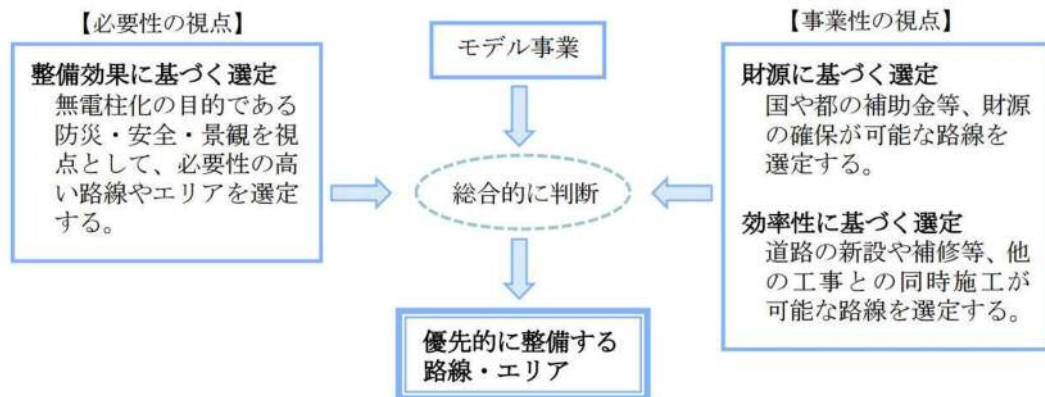 【必要性の視点】
整備効果に基づく選定
無電柱化の目的である
防災・安全・景観を視
点として、必要性の高
い路線やエリアを選定
する。
モデル事業
総合的に判断
優先的に整備する
路線・エリア
【事業性の視点】
財源に基づく選定
国や都の補助金等、財源
の確保が可能な路線を
選定する。
効率性に基づく選定
道路の新設や補修等、他
の工事との同時施工が
可能な路線を選定する。